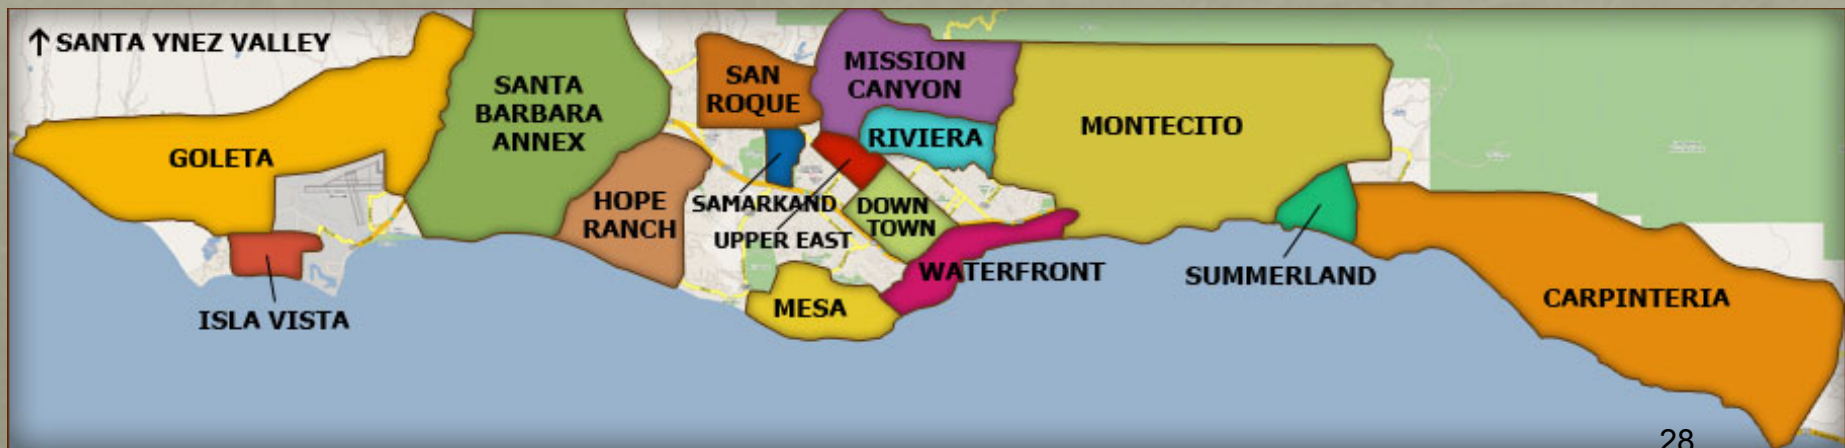 ↑ SANTA YNEZ VALLEY
GOLETA
ISLA VISTA
SANTA
BARBARA
ANNEX
HOPE
RANCH
SAN
ROQUE
SAMARKAND
UPPER EAST
MISSION
CANYON
RIVIERA
DOWN
TOWN
MESA
WATERFRONT
MONTECITO
SUMMERLAND
CARPINTERIA
28